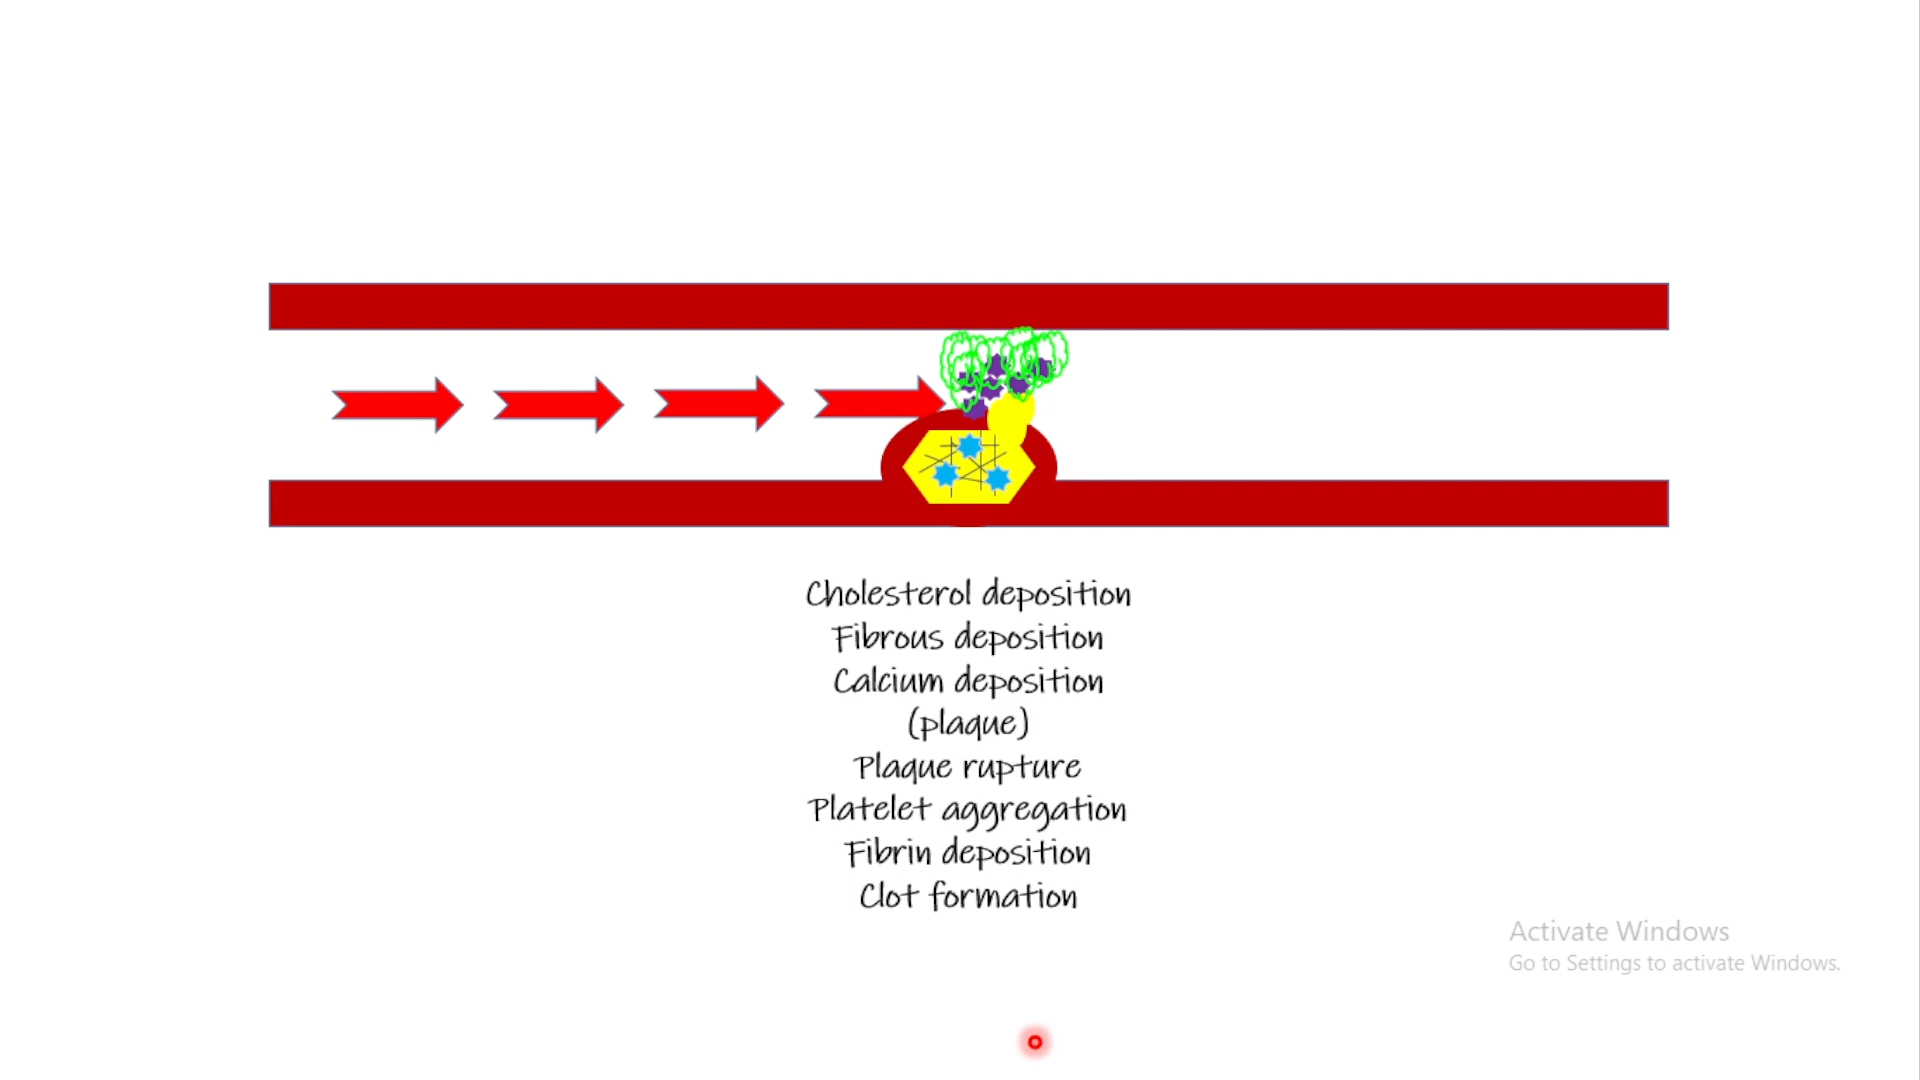 Cholesterol deposition
Fibrous deposition
Calcium deposition
(plaque)
Plaque rupture
Platelet aggregation
Fibrin deposition
Clot formation
Activate Windows
Go to Settings to activate Windows.